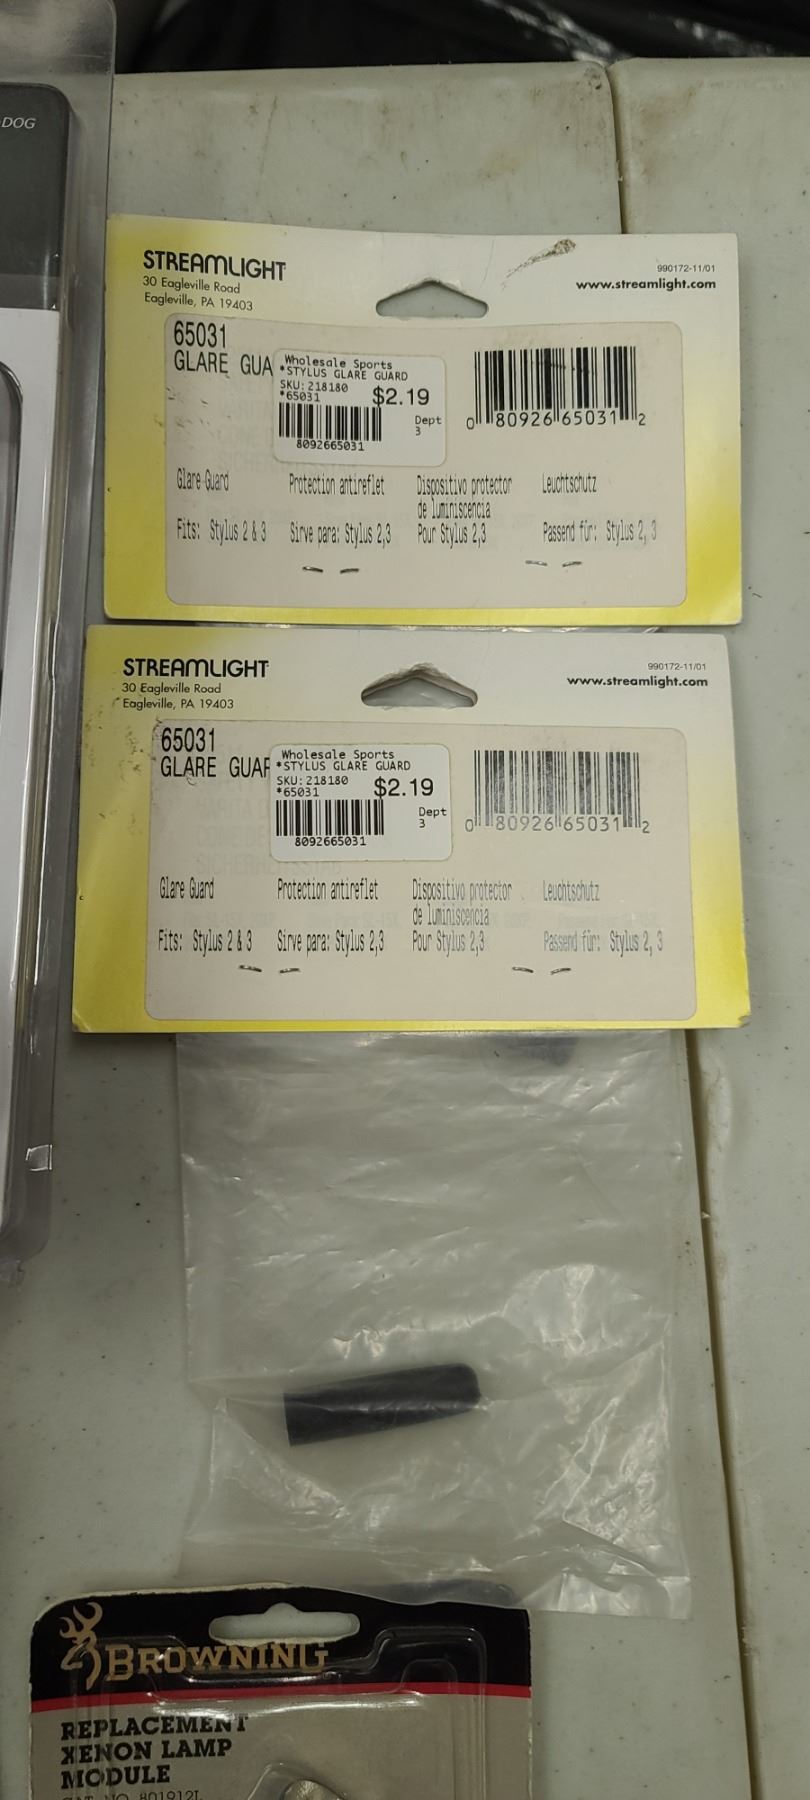 DOG
STREAMLIGHT
30 Eagleville Road
Eagleville, PA 19403
990172-11/01
www.streamlight.com
65031
GLARE GUA
Wholesale Sports
*STYLUS GLARE GUARD
SKU: 218180
*65031
$2.19
Dept
3
8092665031
0 80926 65031 2
Glare Guard
Fits: Stylus 2 & 3
Protection antireflet
Sirve para: Stylus 2,3
Dispositivo protector
de luminiscencia
Pour Stylus 2,3
Leuchtschutz
Passend für: Stylus 2, 3
STREAMLIGHT
30 Eagleville Road
Eagleville, PA 19403
990172-11/01
www.streamlight.com
65031
GLARE GUAR
Wholesale Sports
*STYLUS GLARE GUARD
SKU: 218180
*65031
$2.19
Dept
3
8092665031
0 80926 65031 2
Glare Guard
Fits: Stylus 2 & 3
Protection antireflet
Sirve para: Stylus 2,3
Dispositivo protector
de luminiscencia
Pour Stylus 2,3
Leuchtschutz
Passend für: Stylus 2, 3
BROWNING
REPLACEMENT
XENON LAMP
MODULE
CAT. NO. 801912L